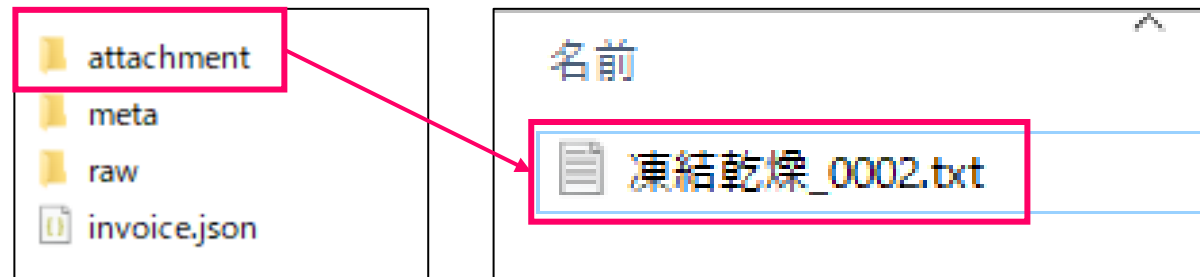 attachment
meta
raw
invoice.json
名前
凍結乾燥_0002.txt